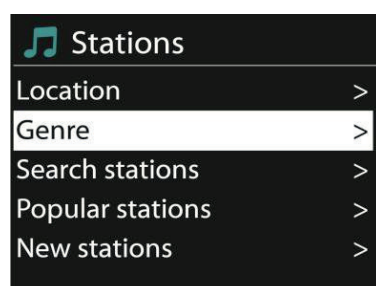 Stations
Location >
Genre >
Search stations >
Popular stations >
New stations >